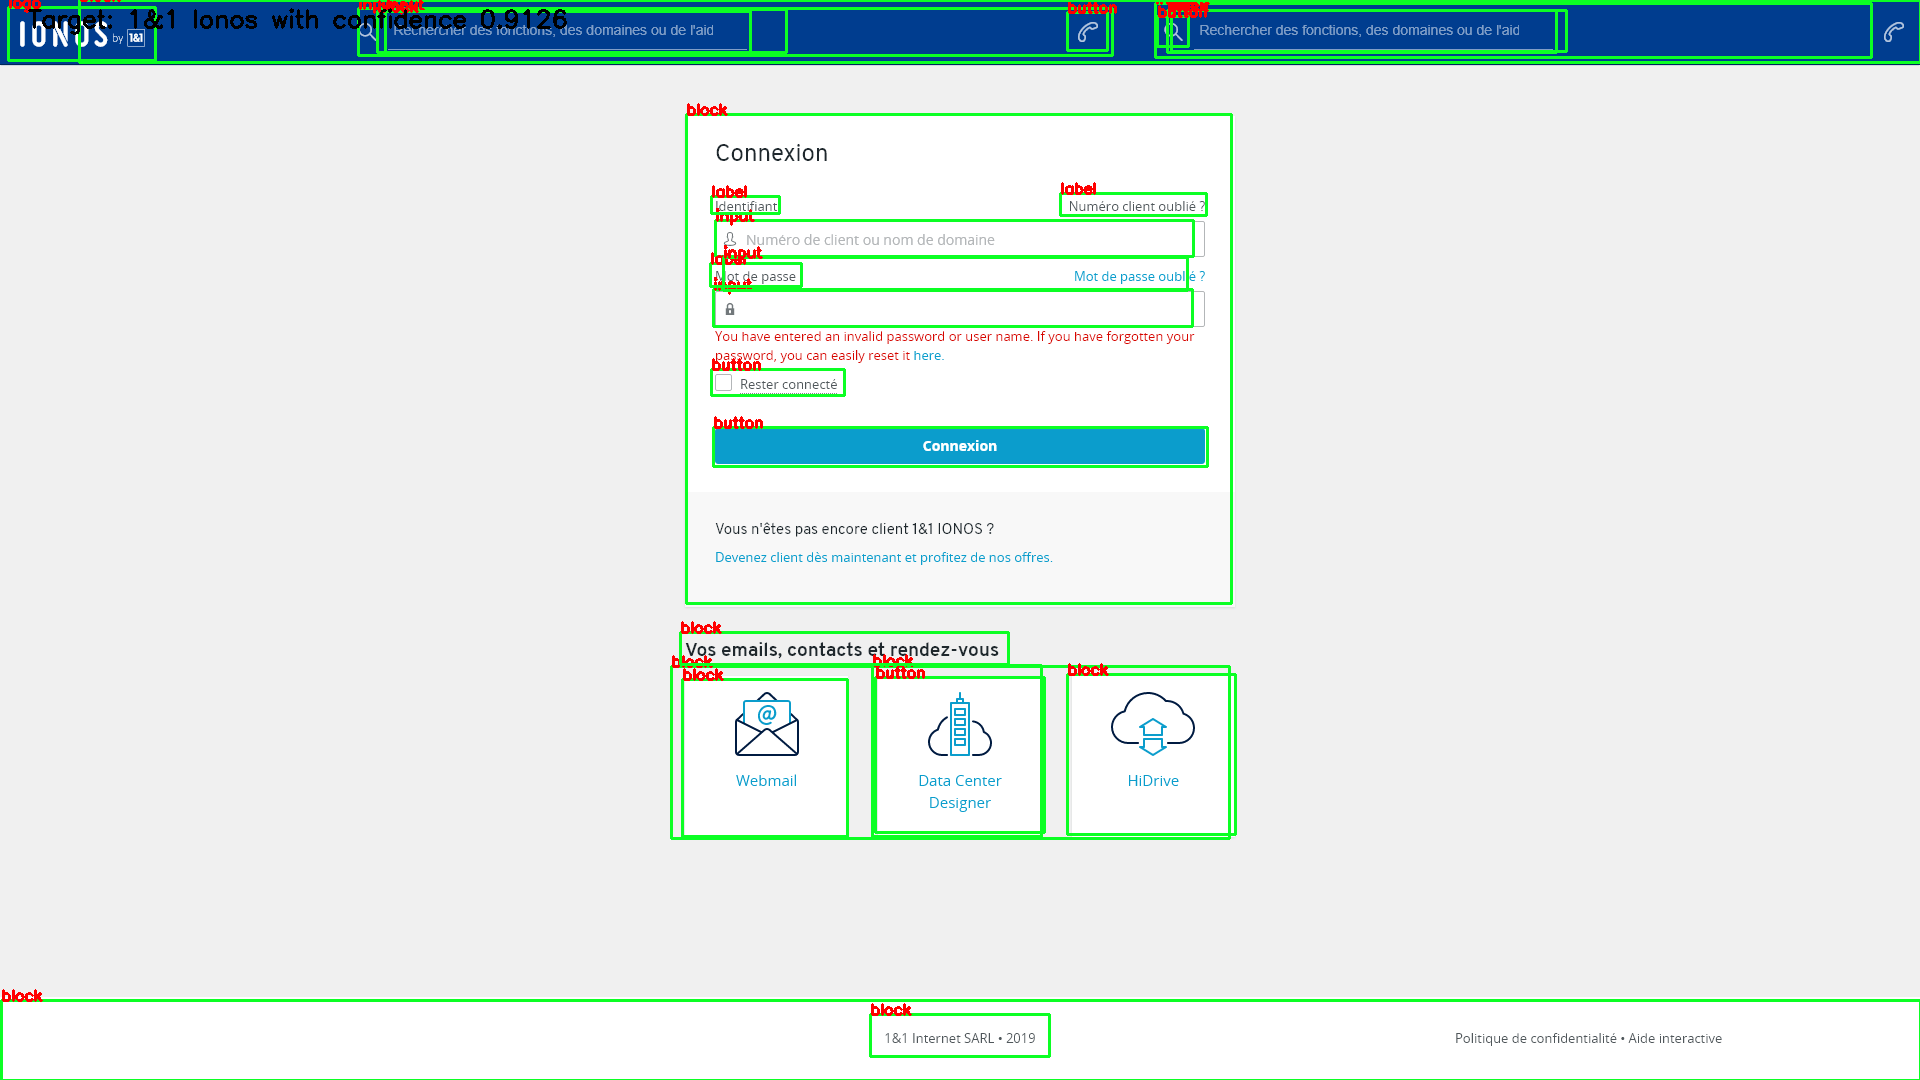 logo
Target: 1&1 Ionos with confidence 0.9126
IONOS by 1&1
Rechercher des fonctions, des domaines ou de l'aid
button
button
Rechercher des fonctions, des domaines ou de l'aid
block
Connexion
label
label
Identifiant
Numéro client oublié ?
input
Numéro de client ou nom de domaine
input
Mot de passe
Mot de passe oublié ?
input
You have entered an invalid password or user name. If you have forgotten your
password, you can easily reset it here.
button
Rester connecté
button
Connexion
Vous n'êtes pas encore client 1&1 IONOS ?
Devenez client dès maintenant et profitez de nos offres.
block
Vos emails, contacts et rendez-vous
block
block
block
button
block
Webmail
Data Center
Designer
HiDrive
block
block
1&1 Internet SARL • 2019
Politique de confidentialité • Aide interactive